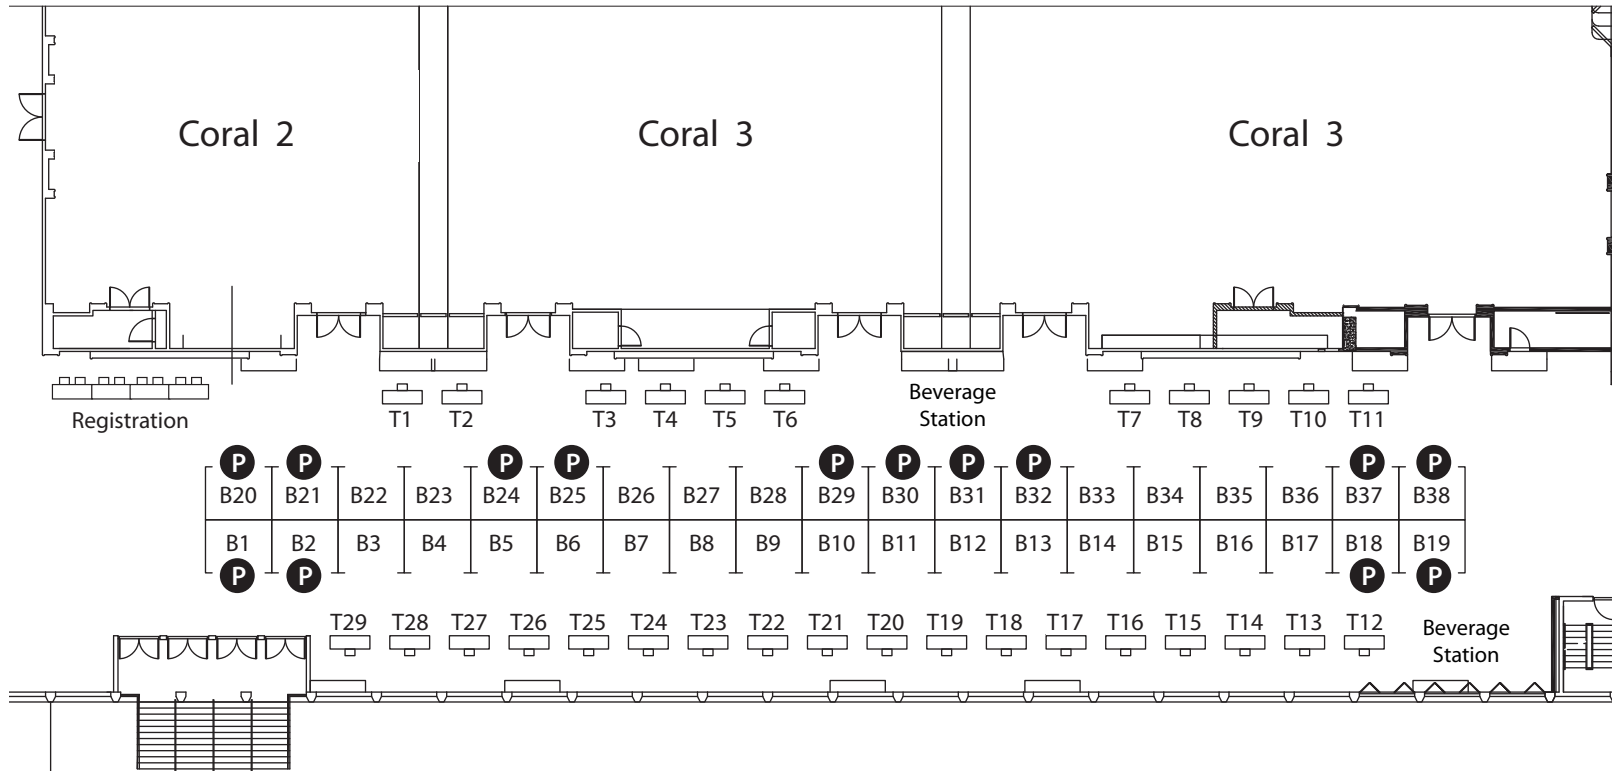 Coral 2 Coral 3 Coral 3
Registration
T1 T2 T3 T4 T5 T6
Beverage
Station
T7 T8 T9 T10 T11
P P P P P P P P P P
B20 B21 B22 B23 B24 B25 B26 B27 B28 B29 B30 B31 B32 B33 B34 B35 B36 B37 B38
B1 B2 B3 B4 B5 B6 B7 B8 B9 B10 B11 B12 B13 B14 B15 B16 B17 B18 B19
P P P P
T29 T28 T27 T26 T25 T24 T23 T22 T21 T20 T19 T18 T17 T16 T15 T14 T13 T12
Beverage
Station